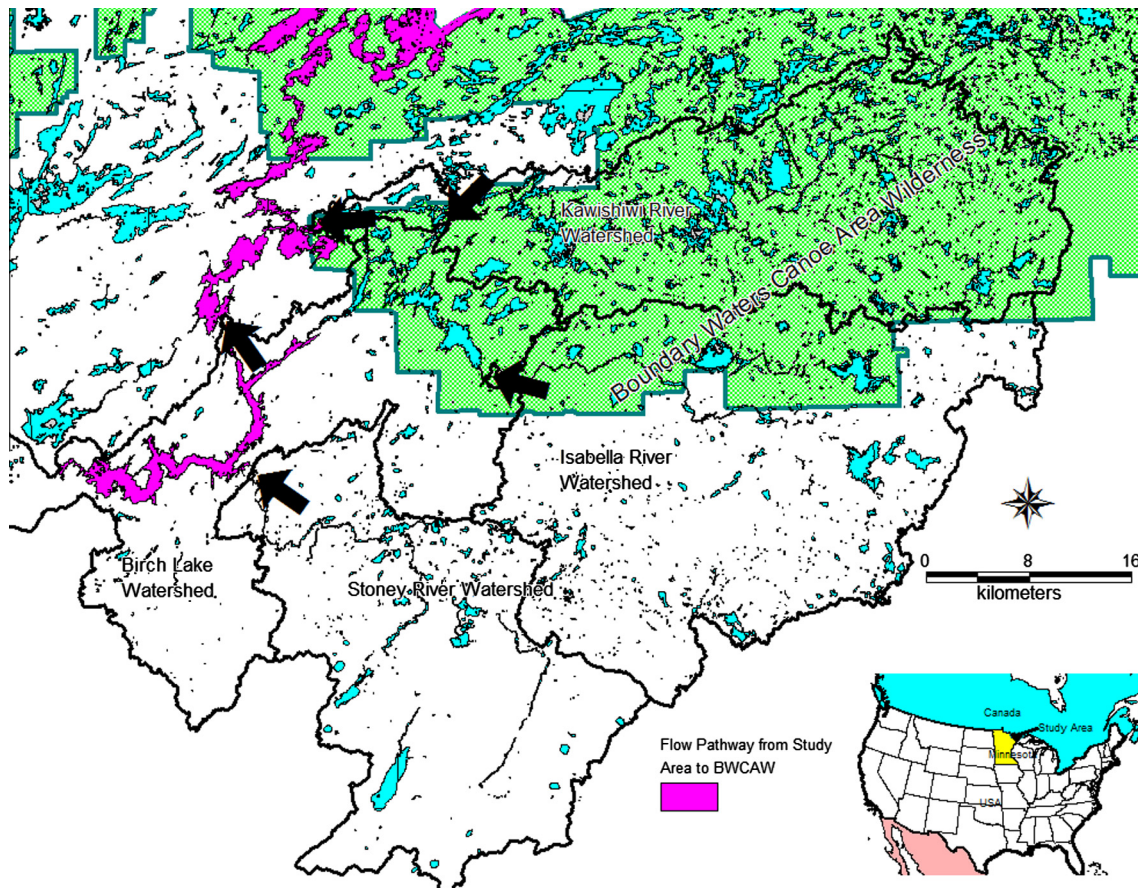 Kawishiwi River
Watershed
Boundary Waters Canoe Area Wilderness
Isabella River
Watershed
Birch Lake
Watershed
Stoney River Watershed
0 8 16
kilometers
Flow Pathway from Study
Area to BWCAW
Canada
Study Area
Minnesota
USA